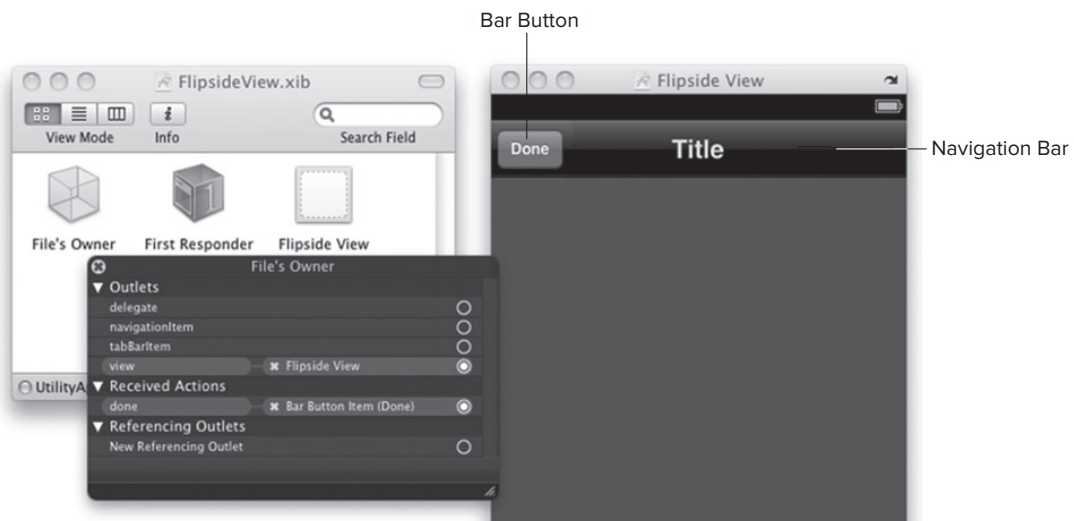 Bar Button
FlipsideView.xib
View Mode
Info
Search Field
File's Owner
First Responder
Flipside View
Flipside View
Done
Title
Navigation Bar
File's Owner
Outlets
delegate
navigationItem
tabBarItem
view
Flipside View
UtilityA
Received Actions
done
Bar Button Item (Done)
Referencing Outlets
New Referencing Outlet